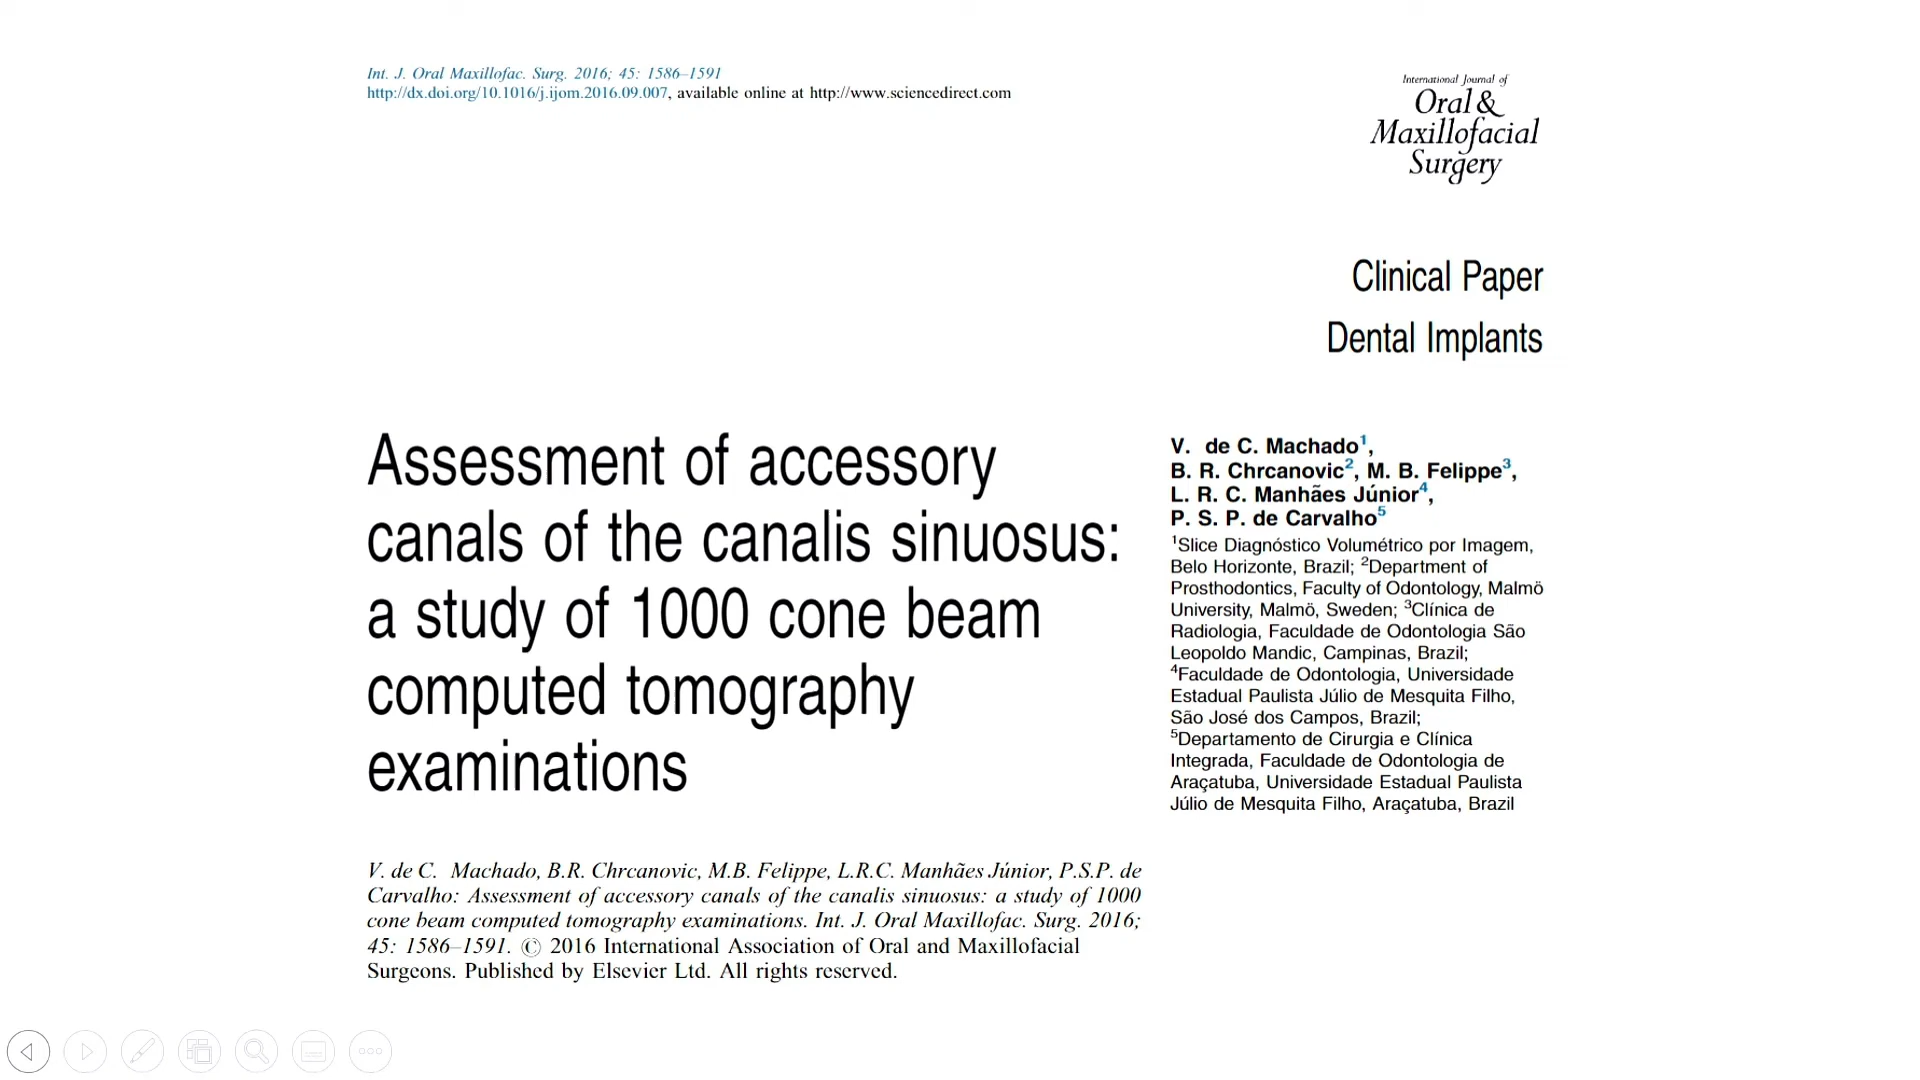 Int. J. Oral Maxillofac. Surg. 2016; 45: 1586–1591
http://dx.doi.org/10.1016/j.ijom.2016.09.007, available online at http://www.sciencedirect.com
International Journal of
Oral &
Maxillofacial
Surgery
Clinical Paper
Dental Implants
Assessment of accessory
canals of the canalis sinuosus:
a study of 1000 cone beam
computed tomography
examinations
V. de C. Machado1,
B. R. Chrcanovic2, M. B. Felippe3,
L. R. C. Manhães Júnior4,
P. S. P. de Carvalho5
1Slice Diagnóstico Volumétrico por Imagem,
Belo Horizonte, Brazil; 2Department of
Prosthodontics, Faculty of Odontology, Malmö
University, Malmö, Sweden; 3Clínica de
Radiologia, Faculdade de Odontologia São
Leopoldo Mandic, Campinas, Brazil;
4Faculdade de Odontologia, Universidade
Estadual Paulista Júlio de Mesquita Filho,
São José dos Campos, Brazil;
5Departamento de Cirurgia e Clínica
Integrada, Faculdade de Odontologia de
Araçatuba, Universidade Estadual Paulista
Júlio de Mesquita Filho, Araçatuba, Brazil
V. de C. Machado, B.R. Chrcanovic, M.B. Felippe, L.R.C. Manhães Júnior, P.S.P. de
Carvalho: Assessment of accessory canals of the canalis sinuosus: a study of 1000
cone beam computed tomography examinations. Int. J. Oral Maxillofac. Surg. 2016;
45: 1586–1591. © 2016 International Association of Oral and Maxillofacial
Surgeons. Published by Elsevier Ltd. All rights reserved.